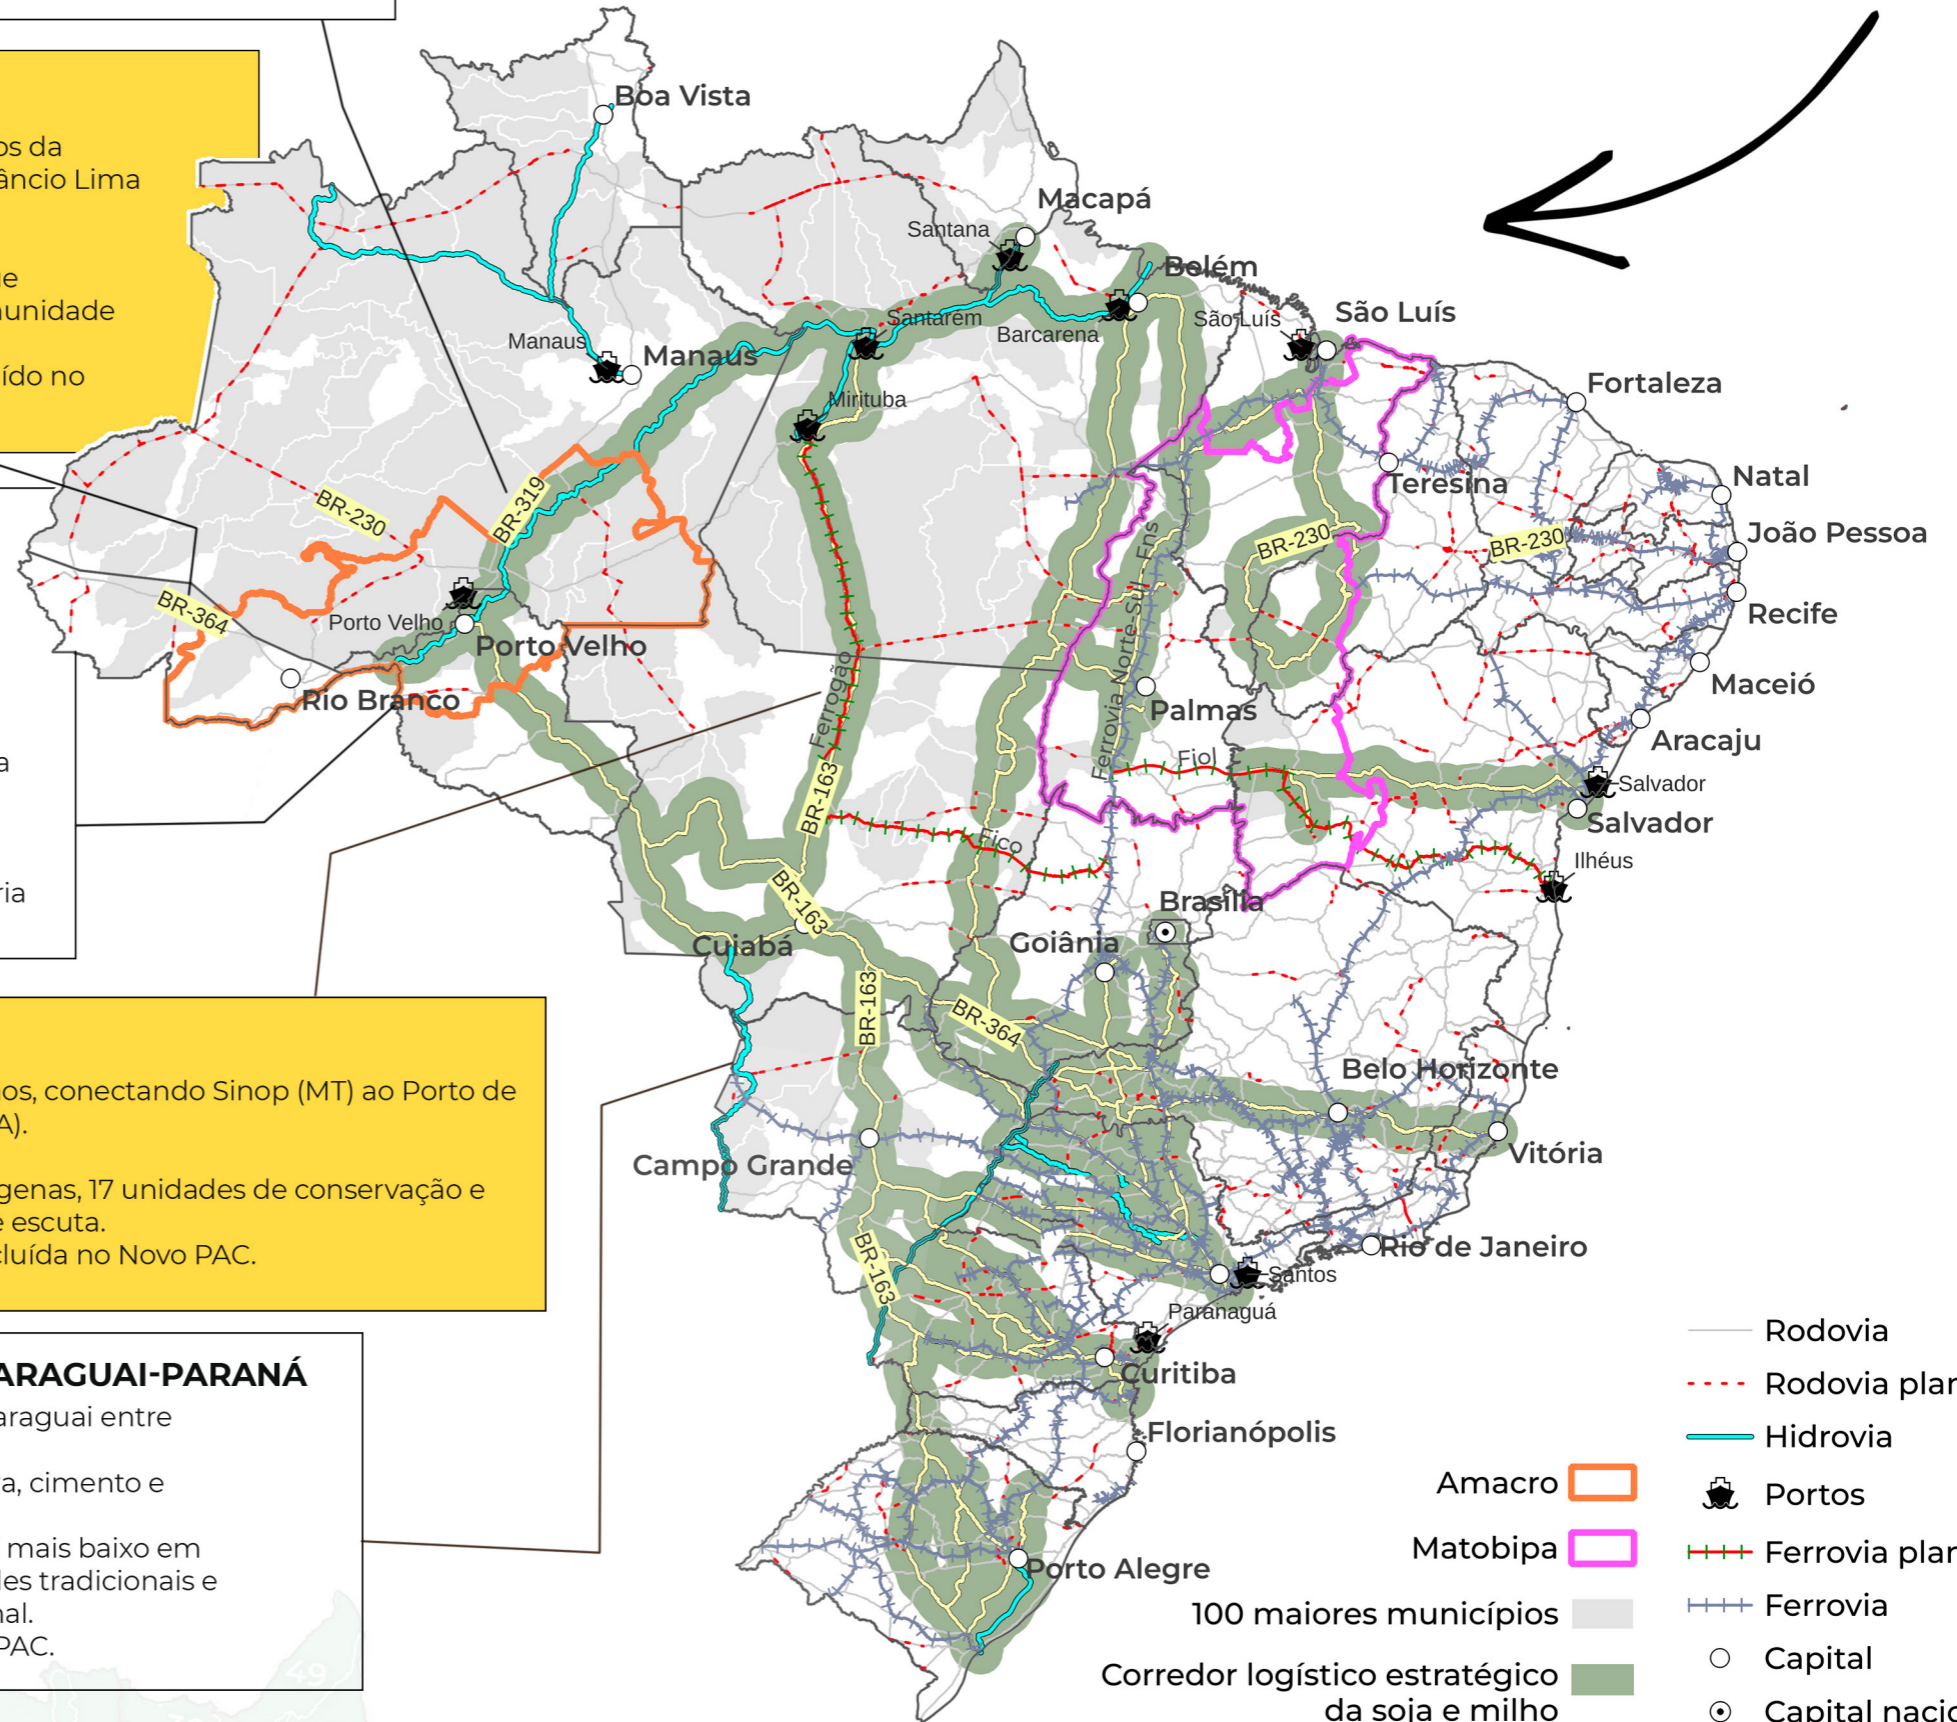 os da
âncio Lima
e
unidade
ído no
a
ria
os, conectando Sinop (MT) ao Porto de
A).
genas, 17 unidades de conservação e
e escuta.
cluída no Novo PAC.
ARAGUAI-PARANÁ
araguai entre
a, cimento e
mais baixo em
des tradicionais e
nal.
PAC.
49
Boa Vista
Macapá
Santana
Belém
Barcarena
Santarém
Manaus
Manaus
Mirituba
São Luís
São Luís
Fortaleza
Teresina
Natal
João Pessoa
Recife
Maceió
Aracaju
Salvador
Salvador
Ilhéus
BR-230
BR-319
BR-364
BR-230
BR-230
Porto Velho
Porto Velho
Rio Branco
Palmas
Ferrogão
Ferrovia Norte-Sul - Fns
Fiol
Fico
BR-163
BR-163
BR-163
BR-364
BR-163
Cuiabá
Brasília
Goiânia
Belo Horizonte
Vitória
Campo Grande
Rio de Janeiro
Santos
Paranaguá
Curitiba
Florianópolis
Porto Alegre
Amacro
Matobipa
100 maiores municípios
Corredor logístico estratégico
da soja e milho
Rodovia
Rodovia plan
Hidrovia
Portos
Ferrovia plan
Ferrovia
Capital
Capital nacio